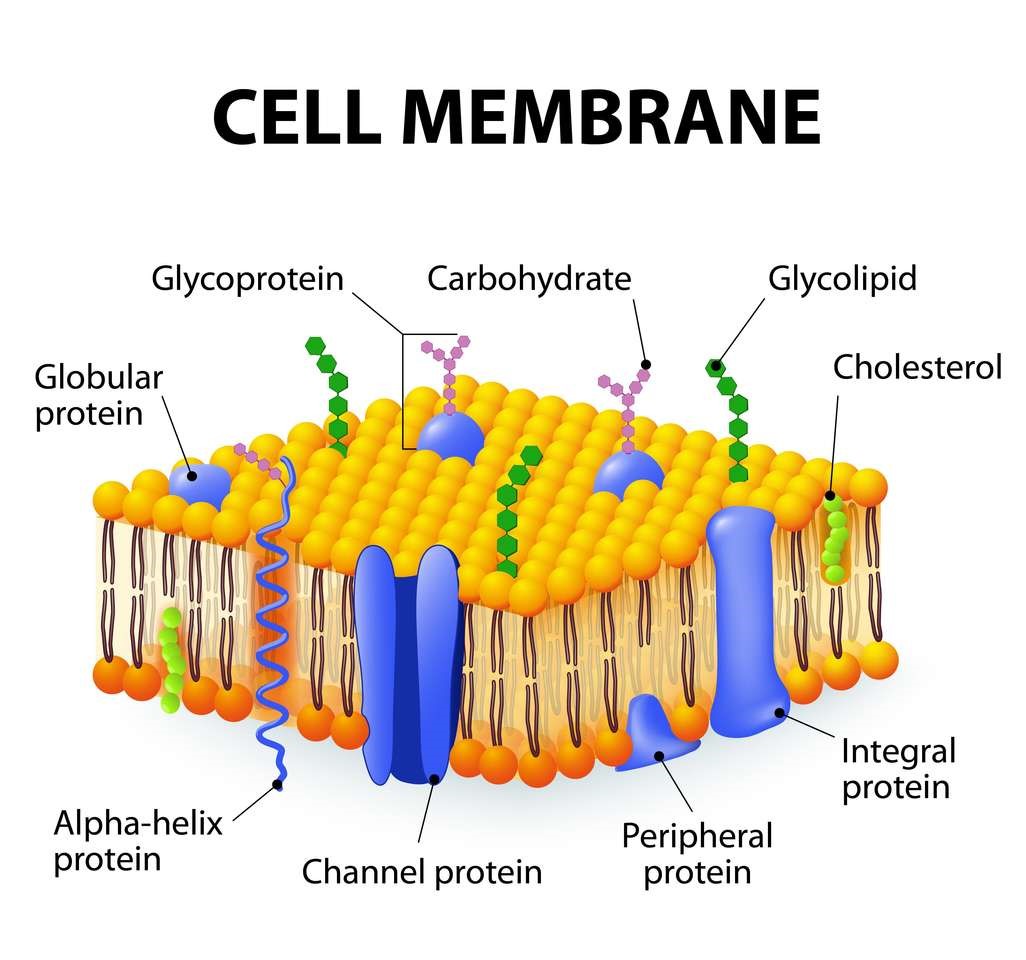 CELL MEMBRANE
Glycoprotein
Carbohydrate
Glycolipid
Globular
protein
Cholesterol
Alpha-helix
protein
Channel protein
Peripheral
protein
Integral
protein